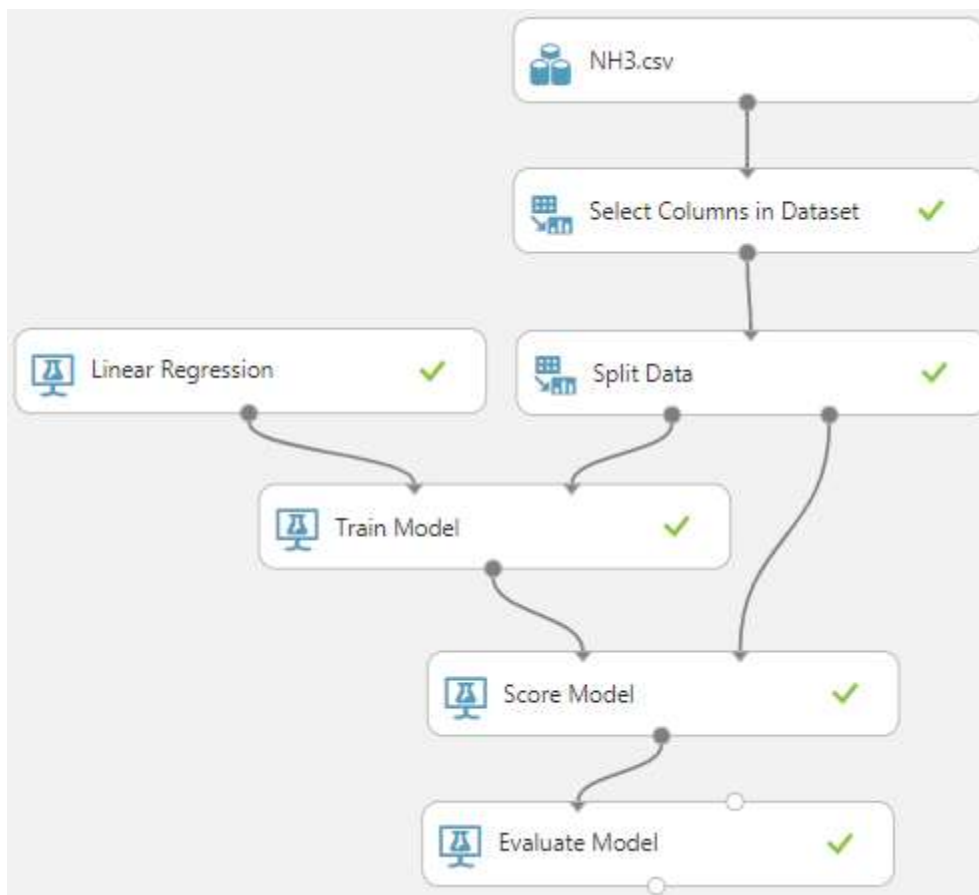 NH3.csv
Select Columns in Dataset
Linear Regression
Split Data
Train Model
Score Model
Evaluate Model